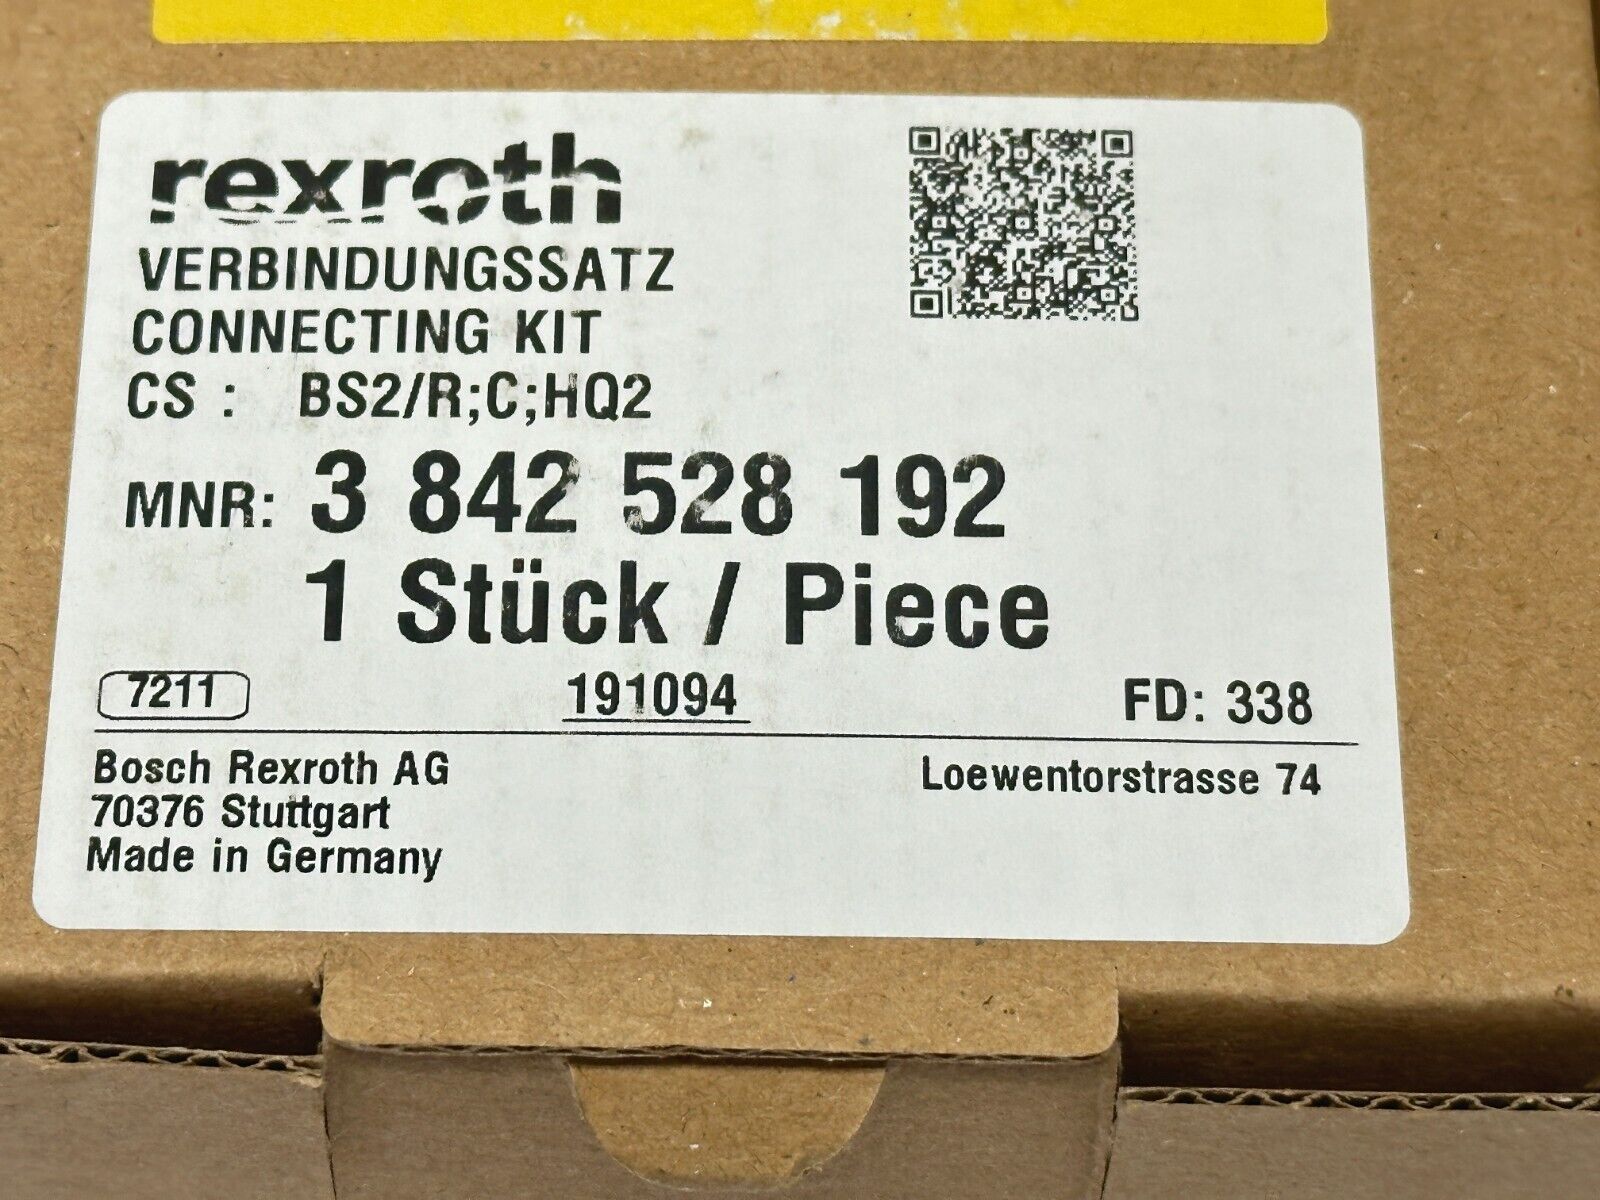 rexroth
VERBINDUNGSSATZ
CONNECTING KIT
CS : BS2/R;C;HQ2
MNR: 3 842 528 192
1 Stück / Piece
7211 191094 FD: 338
Bosch Rexroth AG Loewentorstrasse 74
70376 Stuttgart
Made in Germany